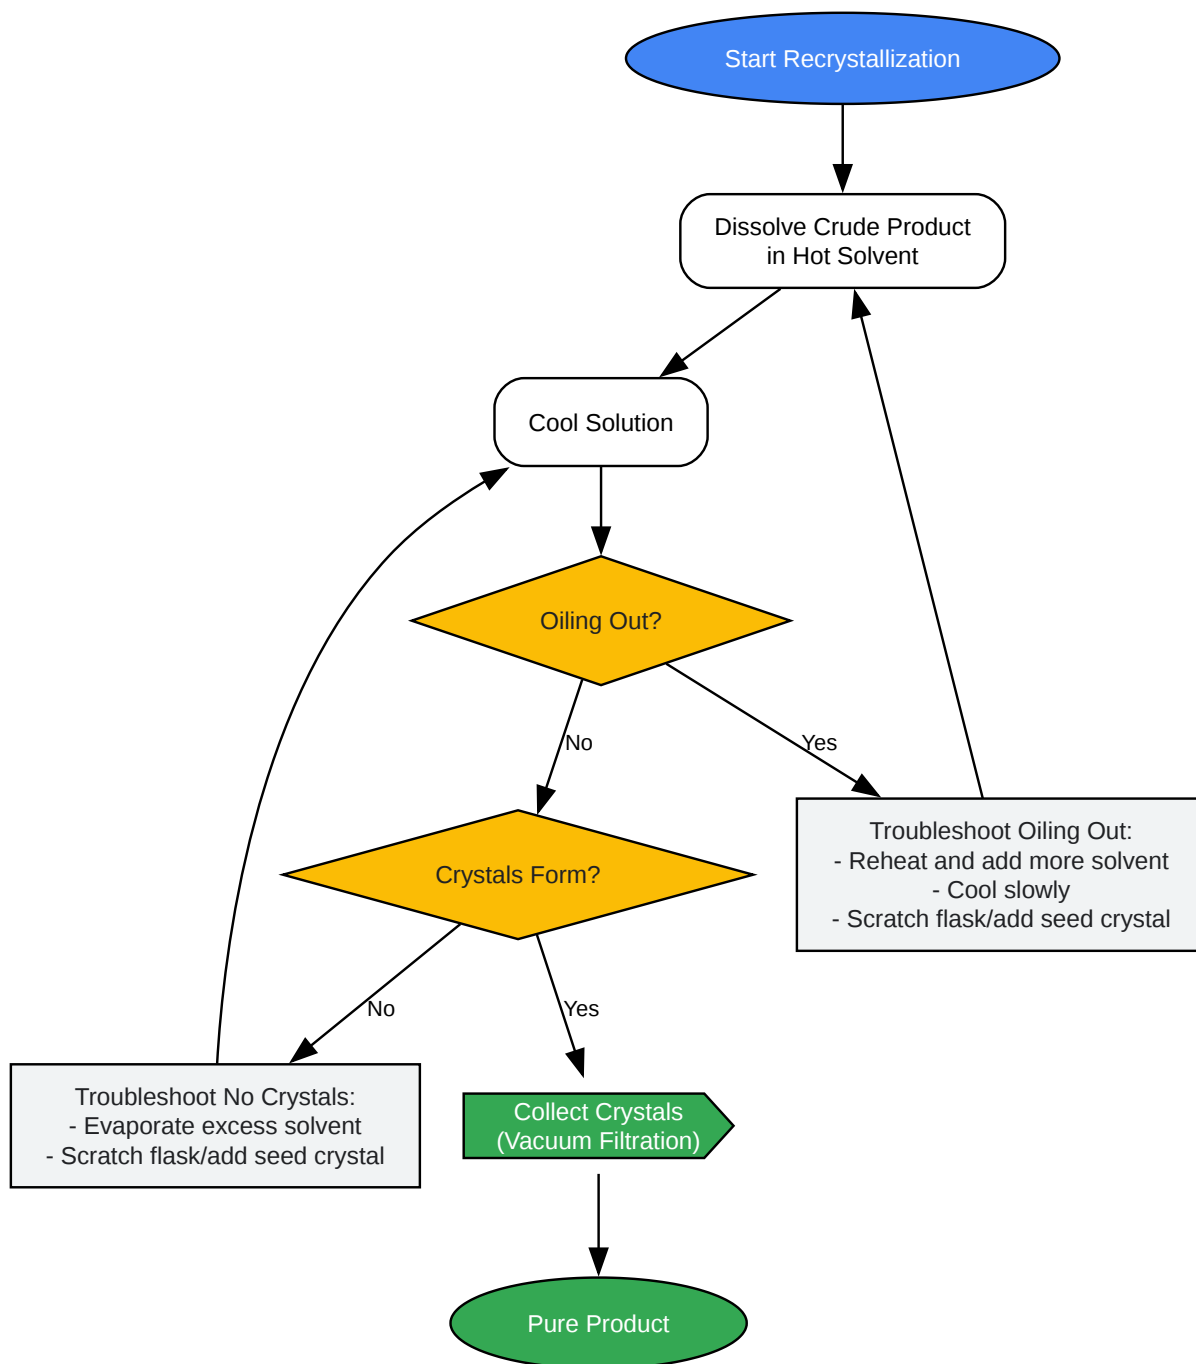 Start Recrystallization
Dissolve Crude Product
in Hot Solvent
Cool Solution
Oiling Out?
No
Yes
Troubleshoot Oiling Out:
- Reheat and add more solvent
- Cool slowly
- Scratch flask/add seed crystal
Crystals Form?
No
Yes
Troubleshoot No Crystals:
- Evaporate excess solvent
- Scratch flask/add seed crystal
Collect Crystals
(Vacuum Filtration)
Pure Product